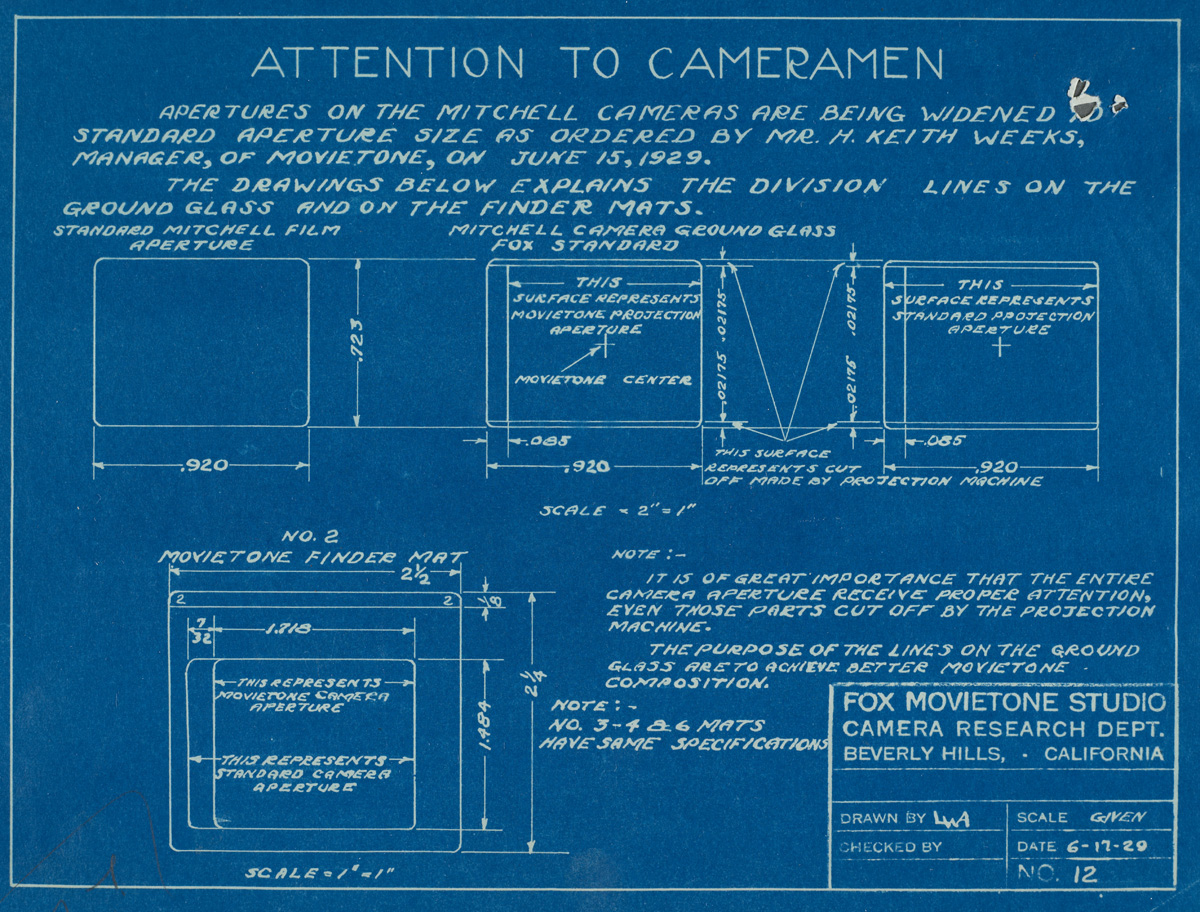 ATTENTION TO CAMERAMEN
APERTURES ON THE MITCHELL CAMERAS ARE BEING WIDENED TO
STANDARD APERTURE SIZE AS ORDERED BY MR. H. KEITH WEEKS,
MANAGER, OF MOVIETONE, ON JUNE 15, 1929.
THE DRAWINGS BELOW EXPLAINS THE DIVISION LINES ON THE
GROUND GLASS AND ON THE FINDER MATS.
STANDARD MITCHELL FILM
APERTURE
.723
.920
MITCHELL CAMERA GROUND GLASS
FOX STANDARD
THIS
SURFACE REPRESENTS
MOVIETONE PROJECTION
APERTURE
MOVIETONE CENTER
.085
.920
.02175
.02175
.02175
.02175
THIS SURFACE
REPRESENTS CUT
OFF MADE BY PROJECTION MACHINE
THIS
SURFACE REPRESENTS
STANDARD PROJECTION
APERTURE
.085
.920
SCALE = 2"=1"
NO. 2
MOVIETONE FINDER MAT
2 1/2
2
2
1/8
7/32
1.718
THIS REPRESENTS
MOVIETONE CAMERA
APERTURE
THIS REPRESENTS
STANDARD CAMERA
APERTURE
1.484
2 1/4
SCALE=1"=1"
NOTE:-
IT IS OF GREAT IMPORTANCE THAT THE ENTIRE
CAMERA APERTURE RECEIVE PROPER ATTENTION,
EVEN THOSE PARTS CUT OFF BY THE PROJECTION
MACHINE.
THE PURPOSE OF THE LINES ON THE GROUND
GLASS ARE TO ACHIEVE BETTER MOVIETONE
COMPOSITION.
NOTE:-
NO. 3-4 & 6 MATS
HAVE SAME SPECIFICATIONS
FOX MOVIETONE STUDIO
CAMERA RESEARCH DEPT.
BEVERLY HILLS, · CALIFORNIA
DRAWN BY LWA
SCALE GIVEN
CHECKED BY
DATE 6-17-29
NO. 12